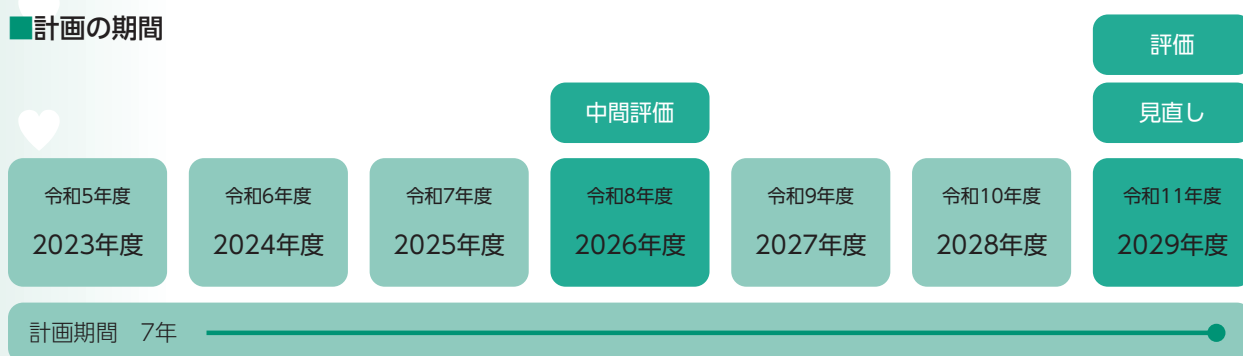 ■計画の期間
評価
中間評価
見直し
令和5年度
2023年度
令和6年度
2024年度
令和7年度
2025年度
令和8年度
2026年度
令和9年度
2027年度
令和10年度
2028年度
令和11年度
2029年度
計画期間　7年